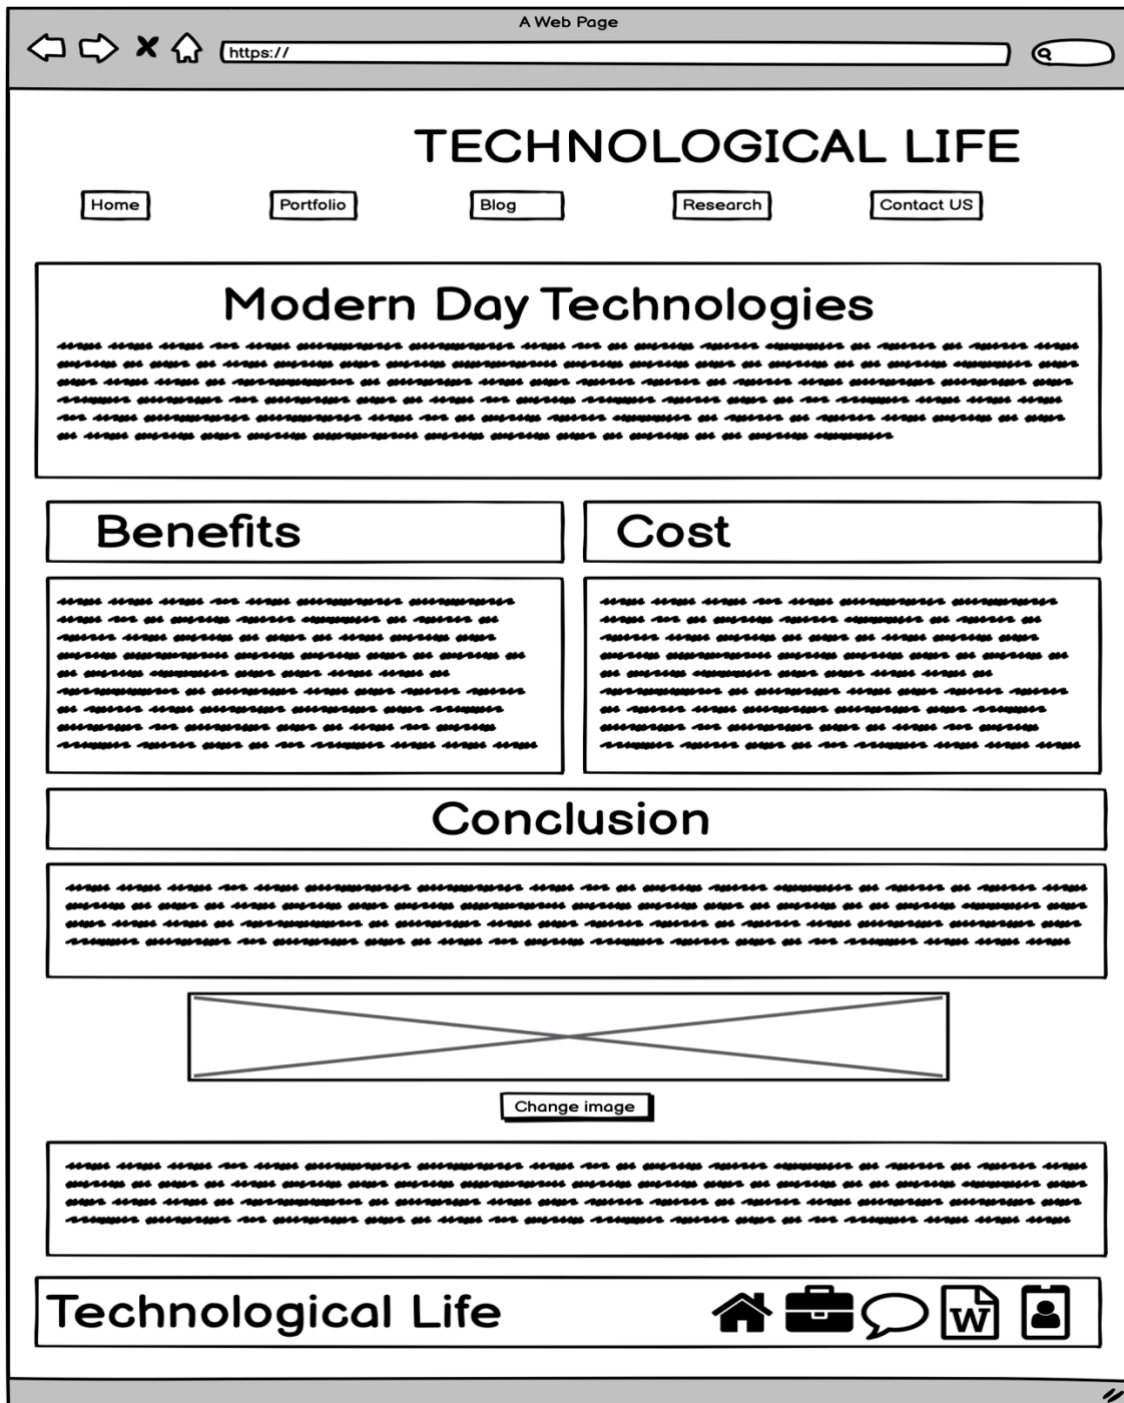 A Web Page
https://
TECHNOLOGICAL LIFE
Home Portfolio Blog Research Contact US
Modern Day Technologies
Benefits Cost
Conclusion
Change image
Technological Life W